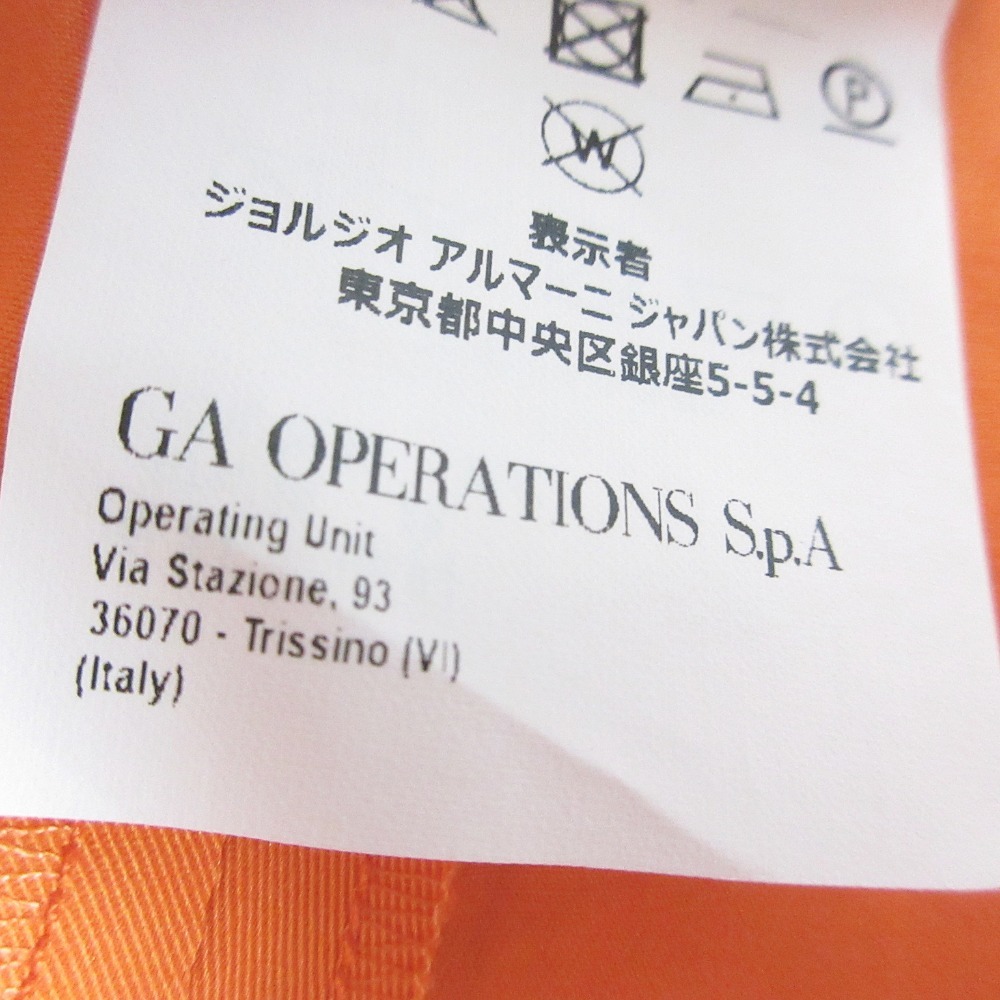 P
W
表示者
ジョルジオ アルマーニ ジャパン株式会社
東京都中央区銀座5-5-4
GA OPERATIONS S.p.A
Operating Unit
Via Stazione, 93
36070 - Trissino (VI)
(Italy)